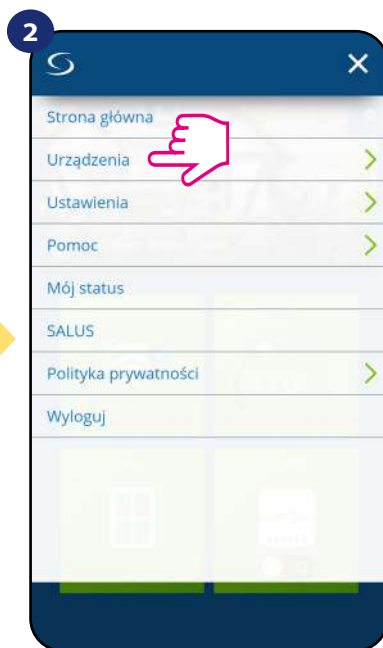 2
Strona główna
Urządzenia
Ustawienia
Pomoc
Mój status
SALUS
Polityka prywatności
Wyloguj